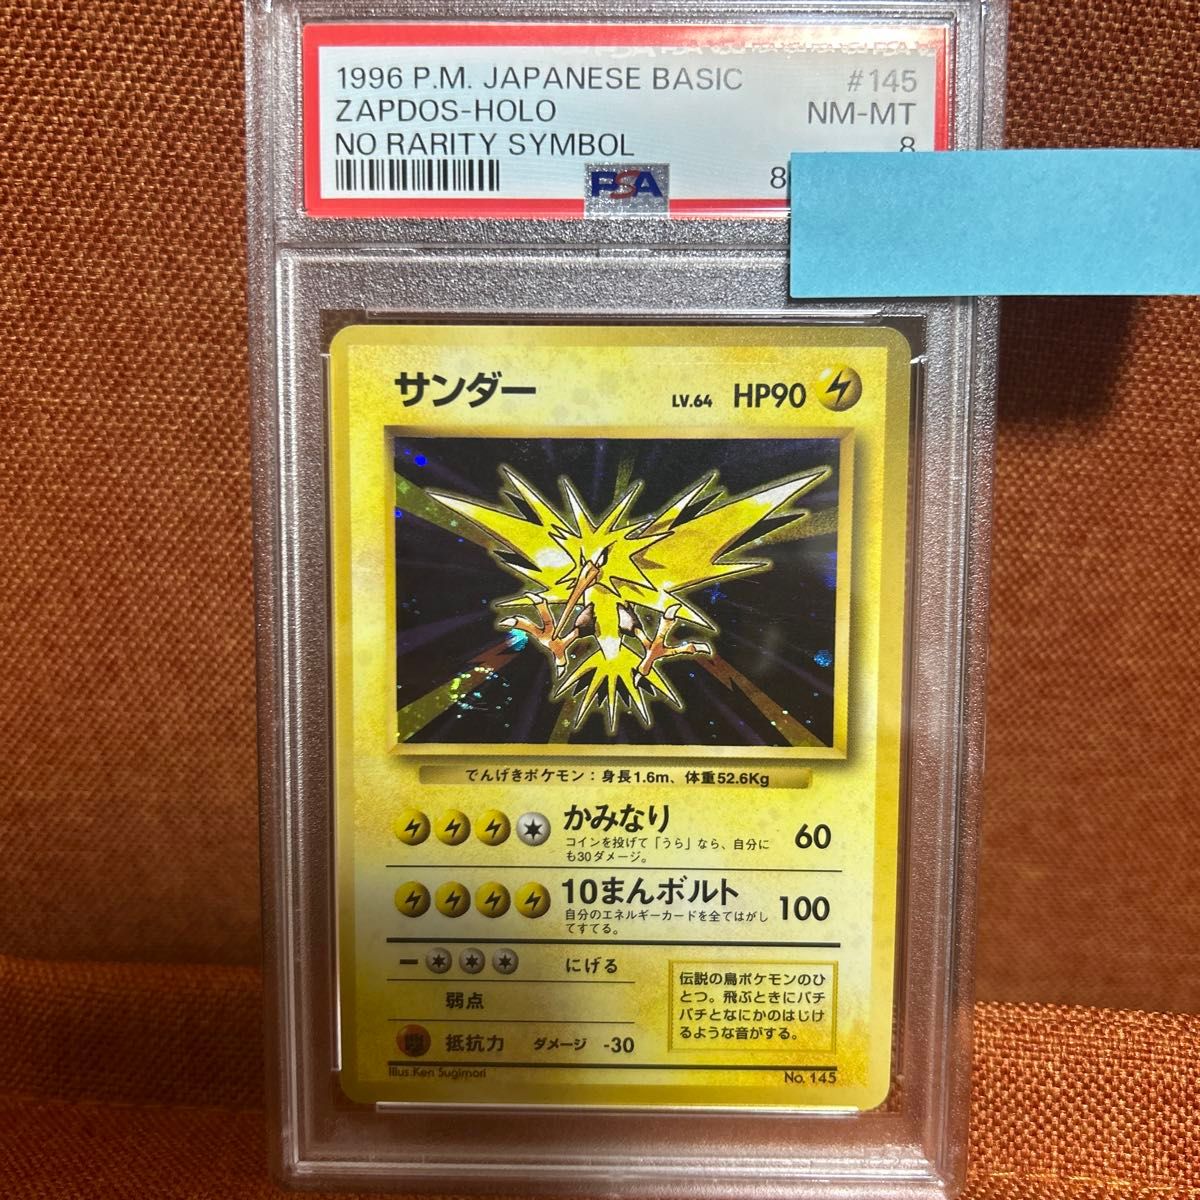 1996 P.M. JAPANESE BASIC #145
ZAPDOS-HOLO NM-MT
NO RARITY SYMBOL 8
PSA 8
サンダー LV.64 HP90
でんげきポケモン：身長1.6m、体重52.6Kg
かみなり 60
コインを投げて「うら」なら、自分に
も30ダメージ。
10まんボルト 100
自分のエネルギーカードを全てはがし
てすてる。
ー にげる
弱点
抵抗力 ダメージ -30
伝説の鳥ポケモンのひ
とつ。飛ぶときにバチ
バチとなにかのはじけ
るような音がする。
Illus.Ken Sugimori No. 145